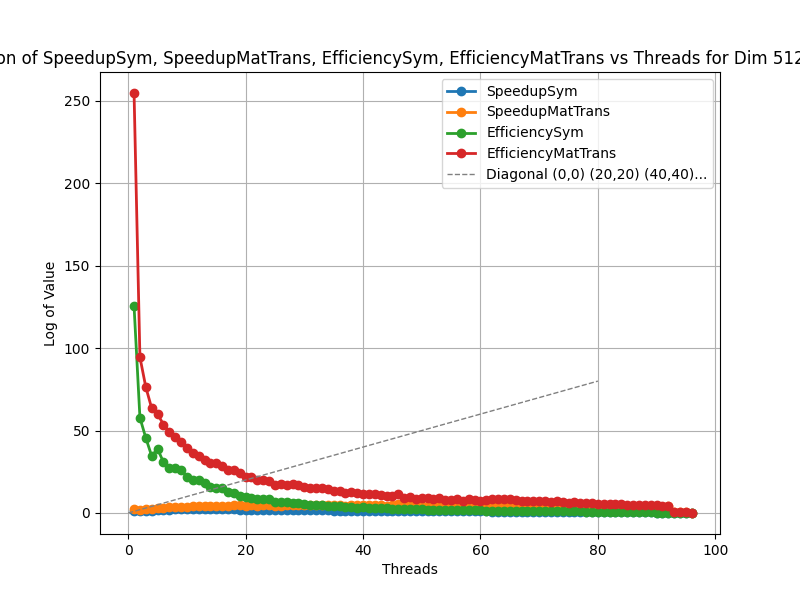 on of SpeedupSym, SpeedupMatTrans, EfficiencySym, EfficiencyMatTrans vs Threads for Dim 512
SpeedupSym
SpeedupMatTrans
EfficiencySym
EfficiencyMatTrans
Diagonal (0,0) (20,20) (40,40)...
Log of Value
250
200
150
100
50
0
0 20 40 60 80 100
Threads